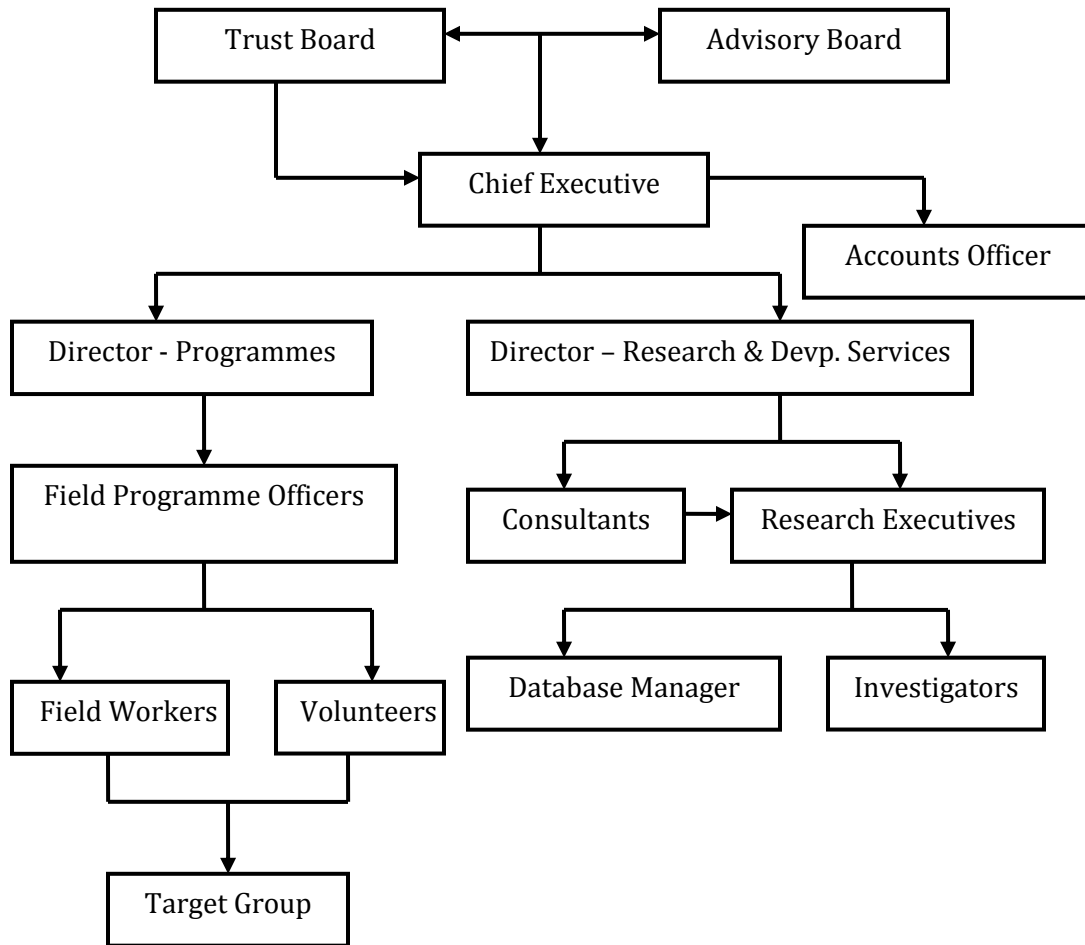 Trust Board
Advisory Board
Chief Executive
Accounts Officer
Director - Programmes
Director – Research & Devp. Services
Field Programme Officers
Consultants
Research Executives
Field Workers
Volunteers
Database Manager
Investigators
Target Group